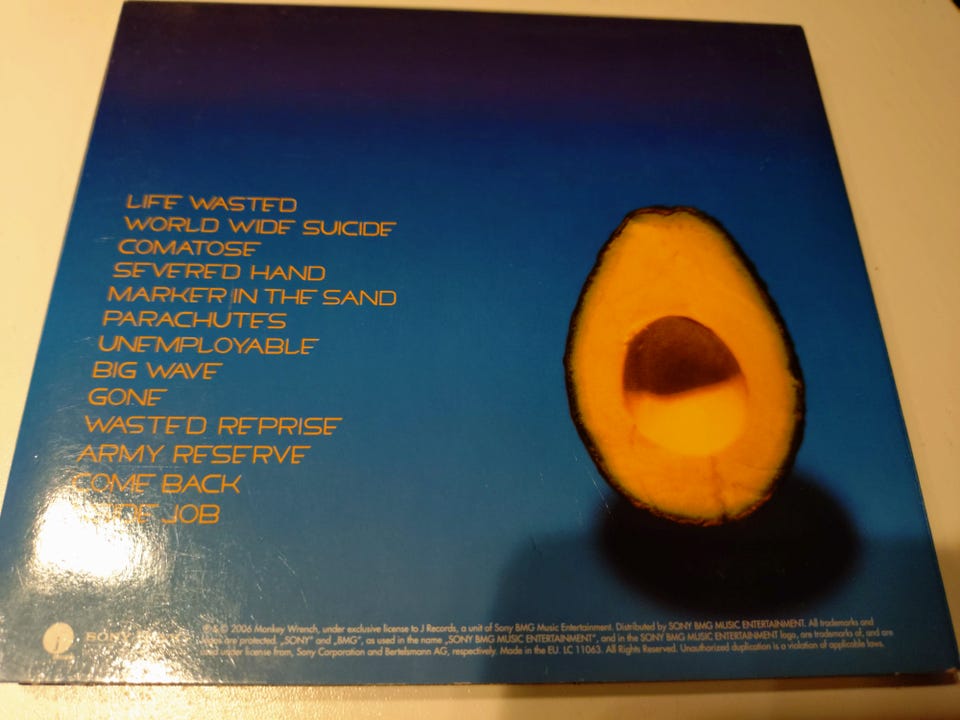 LIFE WASTED
WORLD WIDE SUICIDE
COMATOSE
SEVERED HAND
MARKER IN THE SAND
PARACHUTES
UNEMPLOYABLE
BIG WAVE
GONE
WASTED REPRISE
ARMY RESERVE
COME BACK
JOB
℗ & © 2006 Monkey Wrench, under exclusive license to J Records, a unit of Sony BMG Music Entertainment. Distributed by SONY BMG MUSIC ENTERTAINMENT. All trademarks and
logos are protected. „SONY" and „BMG", as used in the name „SONY BMG MUSIC ENTERTAINMENT", and in the SONY BMG MUSIC ENTERTAINMENT logo, are trademarks of, and are
used under license from, Sony Corporation and Bertelsmann AG, respectively. Made in the EU. LC 11063. All Rights Reserved. Unauthorized duplication is a violation of applicable laws.
SONY